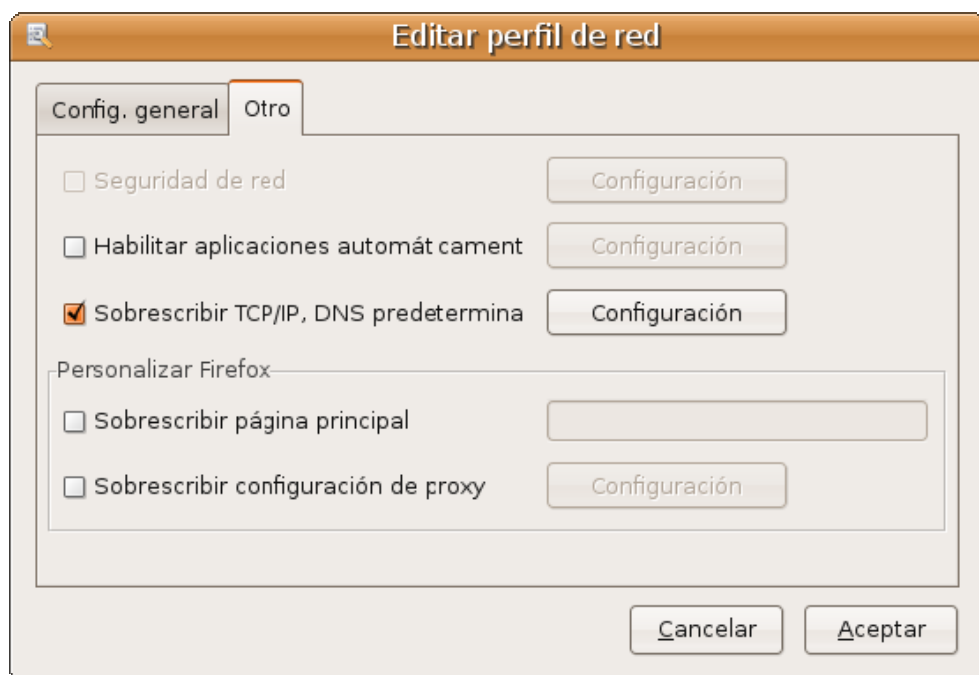 Editar perfil de red
Config. general Otro
Seguridad de red Configuración
Habilitar aplicaciones automát cament Configuración
Sobrescribir TCP/IP, DNS predetermina Configuración
Personalizar Firefox
Sobrescribir página principal
Sobrescribir configuración de proxy Configuración
Cancelar Aceptar